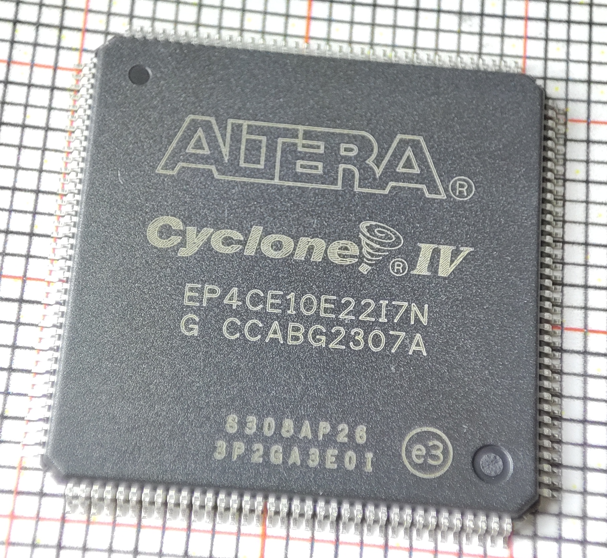 ALTERA®
Cyclone® IV
EP4CE10E22I7N
G CCABG2307A
8308AP26
3P2GA3E0I
e3